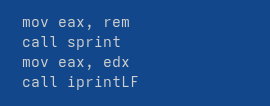 mov eax, rem
call sprint
mov eax, edx
call iprintLF